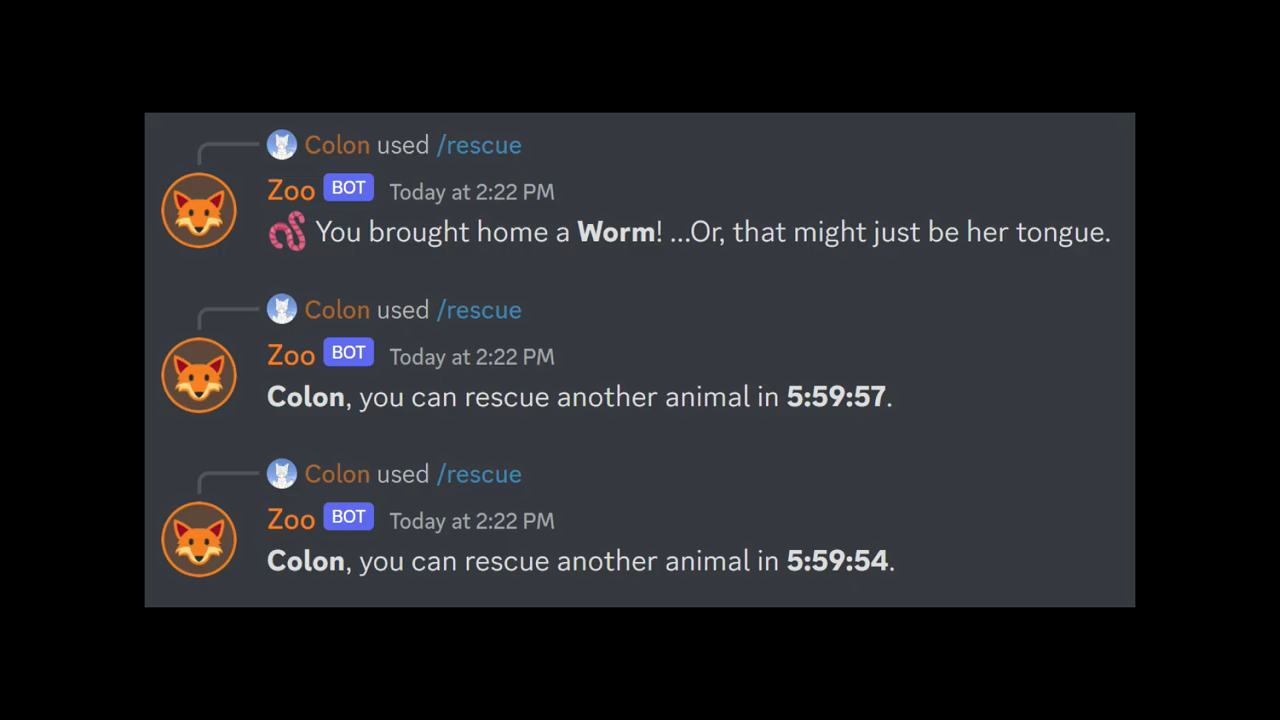 Colon used /rescue
Zoo BOT Today at 2:22 PM
You brought home a Worm! ...Or, that might just be her tongue.
Colon used /rescue
Zoo BOT Today at 2:22 PM
Colon, you can rescue another animal in 5:59:57.
Colon used /rescue
Zoo BOT Today at 2:22 PM
Colon, you can rescue another animal in 5:59:54.